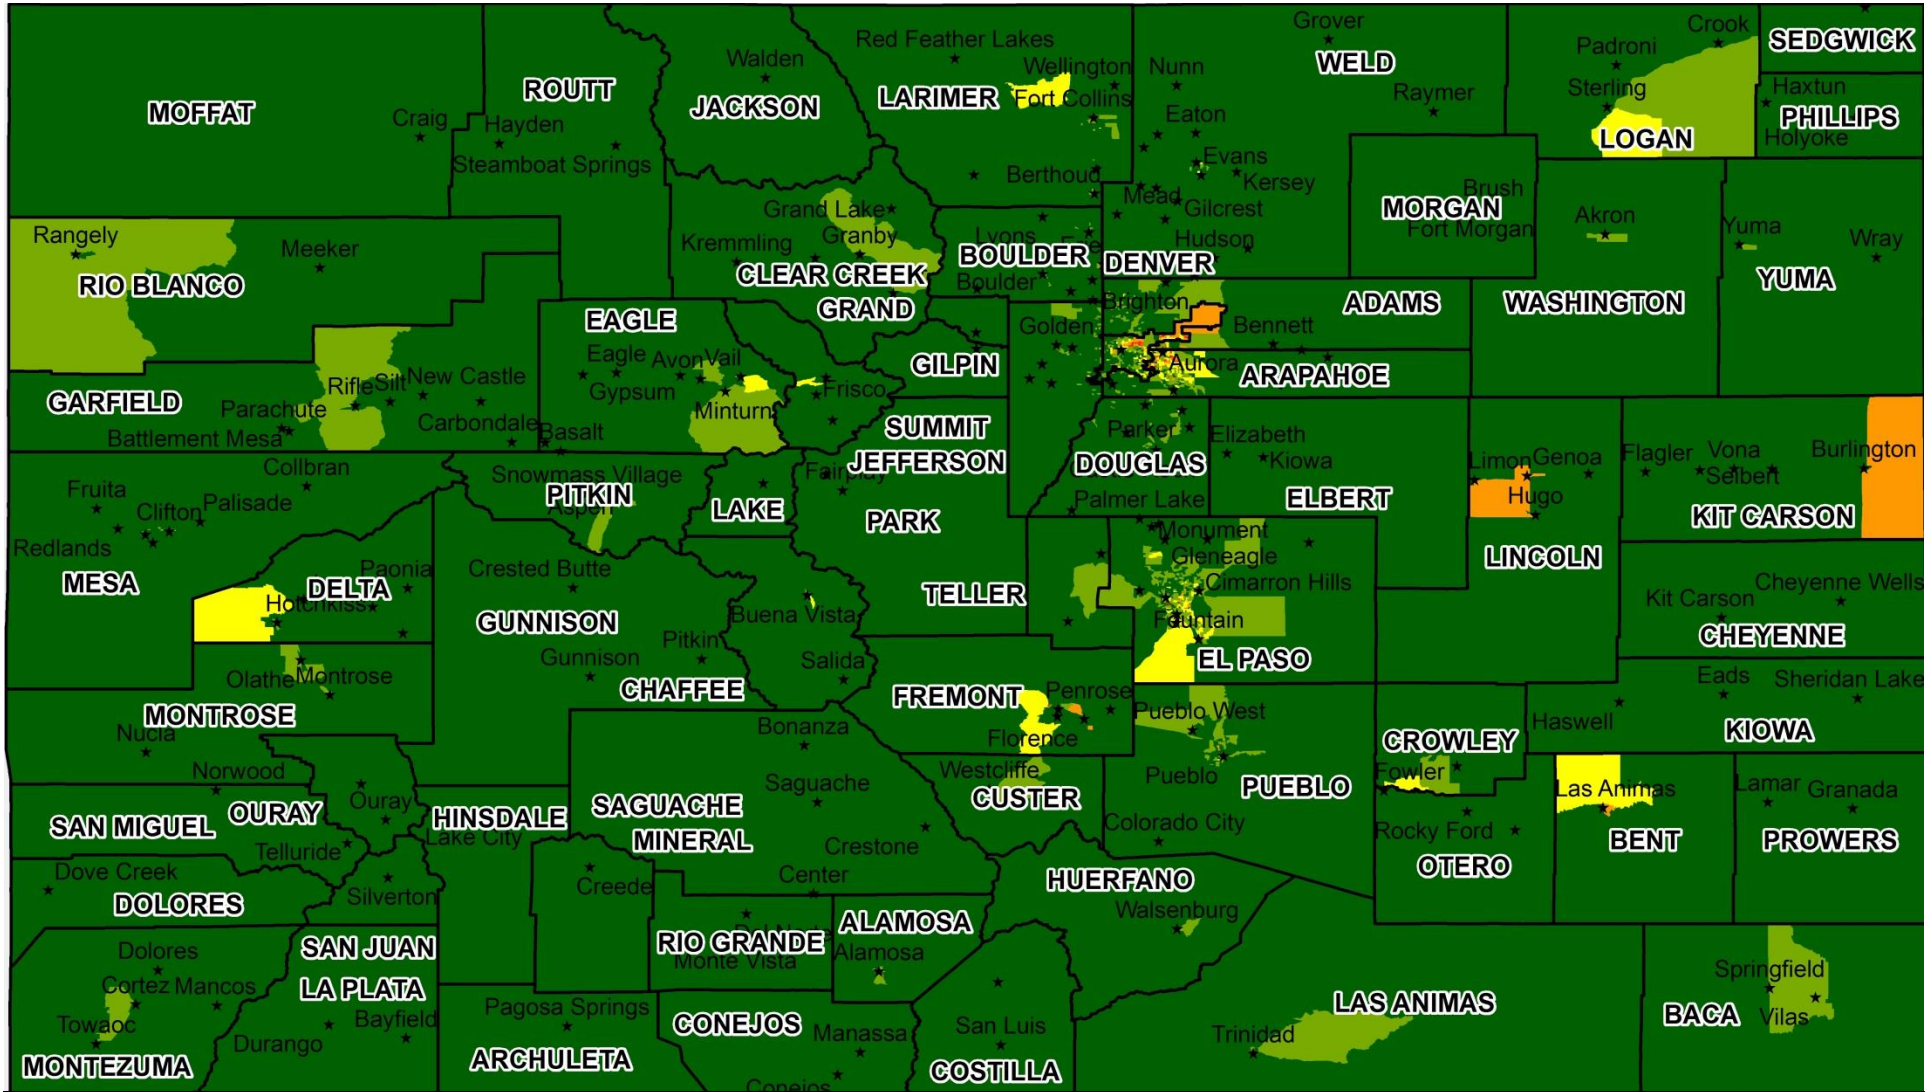 Grover
Crook
SEDGWICK
Red Feather Lakes
Padroni
Walden
Wellington
Nunn
WELD
ROUTT
JACKSON
LARIMER
Fort Collins
Raymer
Sterling
Haxtun
MOFFAT
Craig
Hayden
Eaton
LOGAN
PHILLIPS
Holyoke
Steamboat Springs
Evans
Berthoud
Kersey
Mead
Brush
Grand Lake
Gilcrest
MORGAN
Akron
Fort Morgan
Rangely
Meeker
Kremmling
Granby
Lyons
Hudson
Yuma
Wray
BOULDER
DENVER
RIO BLANCO
CLEAR CREEK
Boulder
YUMA
GRAND
Brighton
ADAMS
WASHINGTON
EAGLE
Golden
Bennett
Eagle
Avon
Vail
GILPIN
Aurora
ARAPAHOE
Rifle
Silt
New Castle
Gypsum
Frisco
GARFIELD
Parachute
Minturn
Carbondale
Basalt
SUMMIT
Parker
Elizabeth
Battlement Mesa
Kiowa
Flagler
Vona
Burlington
Collbran
Snowmass Village
Fairplay
JEFFERSON
DOUGLAS
Limon
Genoa
Seibert
Fruita
Palisade
PITKIN
Aspen
LAKE
Palmer Lake
ELBERT
Hugo
Clifton
PARK
KIT CARSON
Redlands
Monument
Gleneagle
LINCOLN
MESA
Paonia
Crested Butte
Cimarron Hills
Cheyenne Wells
DELTA
Hotchkiss
TELLER
Kit Carson
GUNNISON
Buena Vista
Fountain
CHEYENNE
Pitkin
Gunnison
Salida
EL PASO
Olathe
Montrose
CHAFFEE
FREMONT
Penrose
Eads
Sheridan Lake
MONTROSE
Pueblo West
Haswell
KIOWA
Nucla
Bonanza
Florence
CROWLEY
Norwood
Westcliffe
Fowler
Saguache
Pueblo
PUEBLO
Las Animas
Lamar
Granada
Ouray
CUSTER
SAN MIGUEL
OURAY
HINSDALE
SAGUACHE
Lake City
MINERAL
Colorado City
Rocky Ford
BENT
PROWERS
Telluride
Crestone
OTERO
Dove Creek
Creede
Center
HUERFANO
DOLORES
Silverton
Walsenburg
ALAMOSA
SAN JUAN
RIO GRANDE
Dolores
Monte Vista
Alamosa
Springfield
Cortez
Mancos
LA PLATA
LAS ANIMAS
Towaoc
Bayfield
Pagosa Springs
CONEJOS
San Luis
BACA
Vilas
Durango
Manassa
Trinidad
MONTEZUMA
ARCHULETA
COSTILLA
Conejos